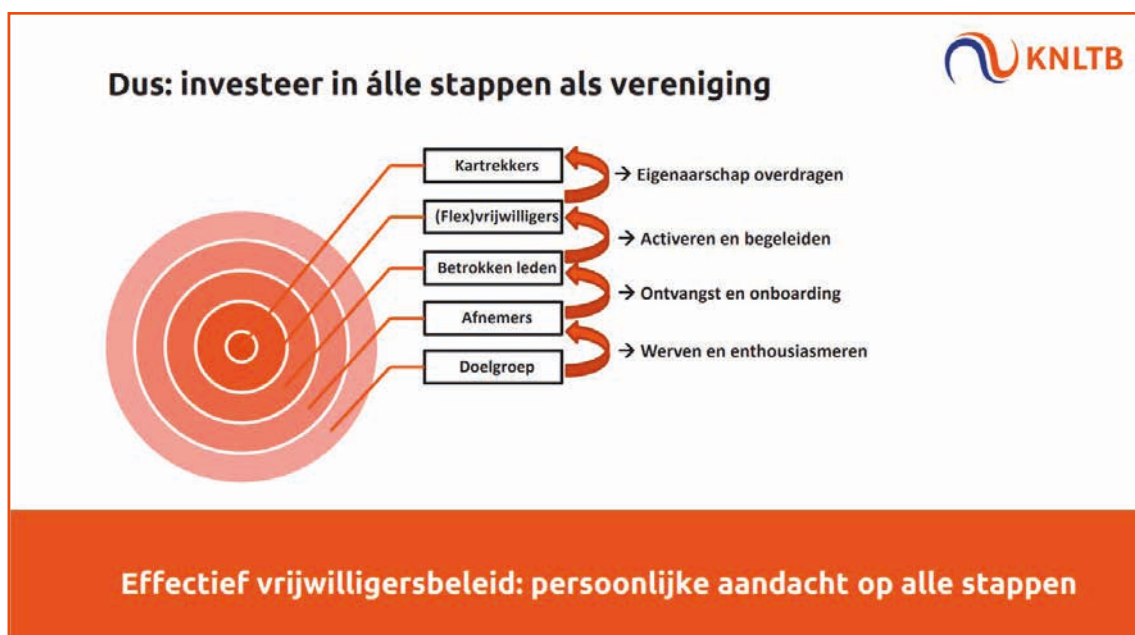 KNLTB
Dus: investeer in álle stappen als vereniging
Kartrekkers
→ Eigenaarschap overdragen
(Flex)vrijwilligers
→ Activeren en begeleiden
Betrokken leden
→ Ontvangst en onboarding
Afnemers
→ Werven en enthousiasmeren
Doelgroep
Effectief vrijwilligersbeleid: persoonlijke aandacht op alle stappen